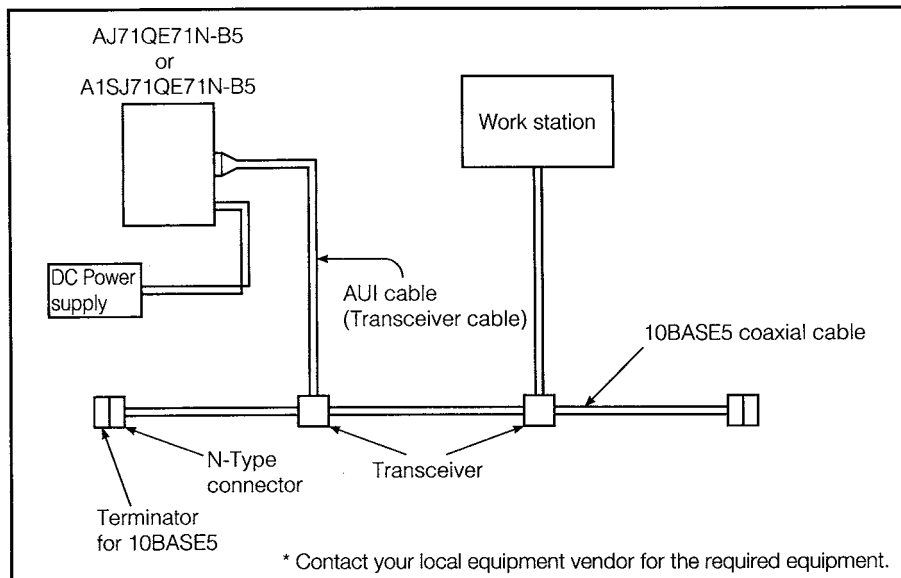 AJ71QE71N-B5
or
A1SJ71QE71N-B5
Work station
DC Power
supply
AUI cable
(Transceiver cable)
10BASE5 coaxial cable
N-Type
connector
Transceiver
Terminator
for 10BASE5
* Contact your local equipment vendor for the required equipment.